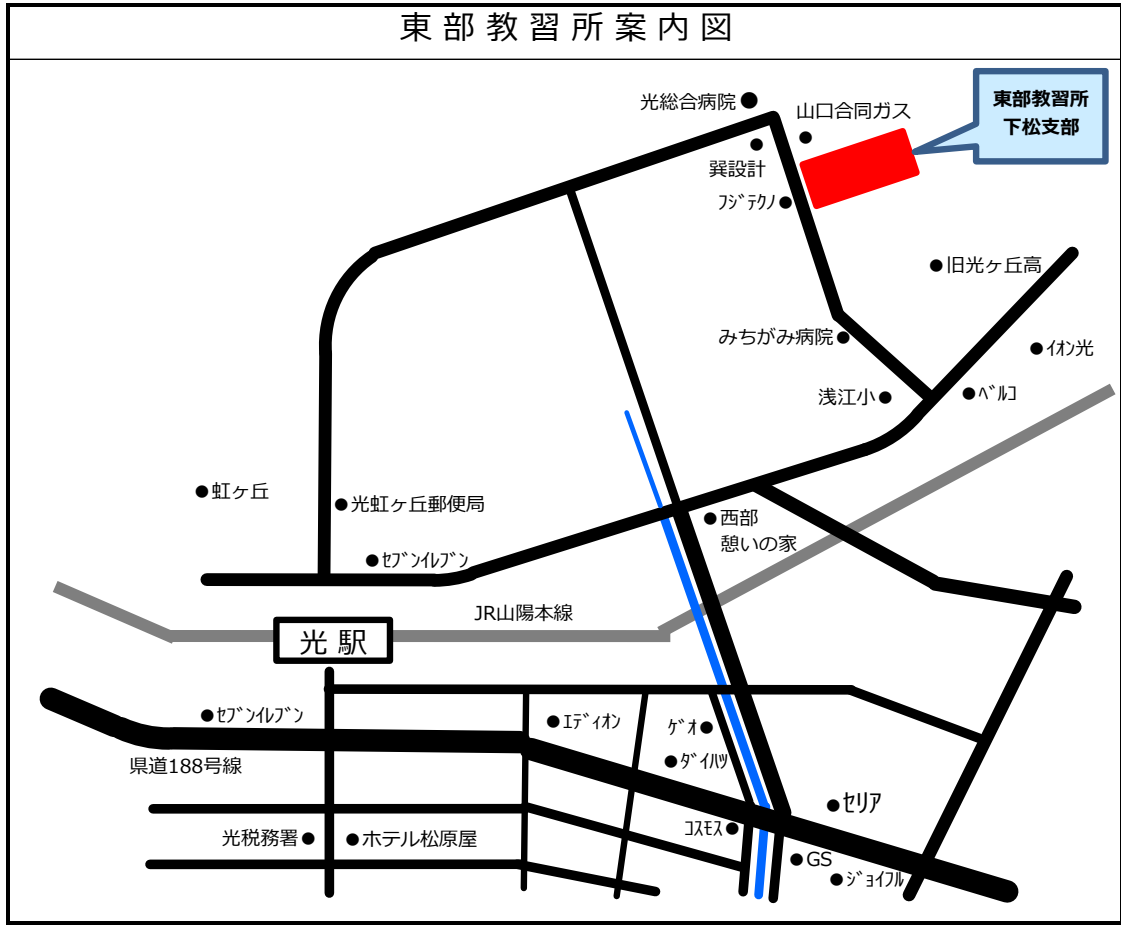 東部教習所案内図
光総合病院
山口合同ガス
東部教習所
下松支部
巽設計
ﾌｼﾞﾃｸﾉ
旧光ヶ丘高
みちがみ病院
ｲｵﾝ光
浅江小
ﾍﾞﾙｺ
虹ヶ丘
光虹ヶ丘郵便局
西部
憩いの家
ｾﾌﾞﾝｲﾚﾌﾞﾝ
JR山陽本線
光駅
ｾﾌﾞﾝｲﾚﾌﾞﾝ
ｴﾃﾞｨｵﾝ
ｹﾞｵ
県道188号線
ﾀﾞｲﾊﾂ
セリア
ｺｽﾓｽ
光税務署
ホテル松原屋
GS
ｼﾞｮｲﾌﾙ